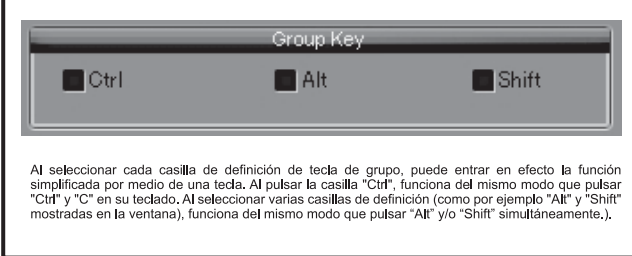 Group Key
Ctrl Alt Shift
Al seleccionar cada casilla de definición de tecla de grupo, puede entrar en efecto la función
simplificada por medio de una tecla. Al pulsar la casilla "Ctrl", funciona del mismo modo que pulsar
"Ctrl" y "C" en su teclado. Al seleccionar varias casillas de definición (como por ejemplo "Alt" y "Shift"
mostradas en la ventana), funciona del mismo modo que pulsar “Alt” y/o “Shift” simultáneamente.).